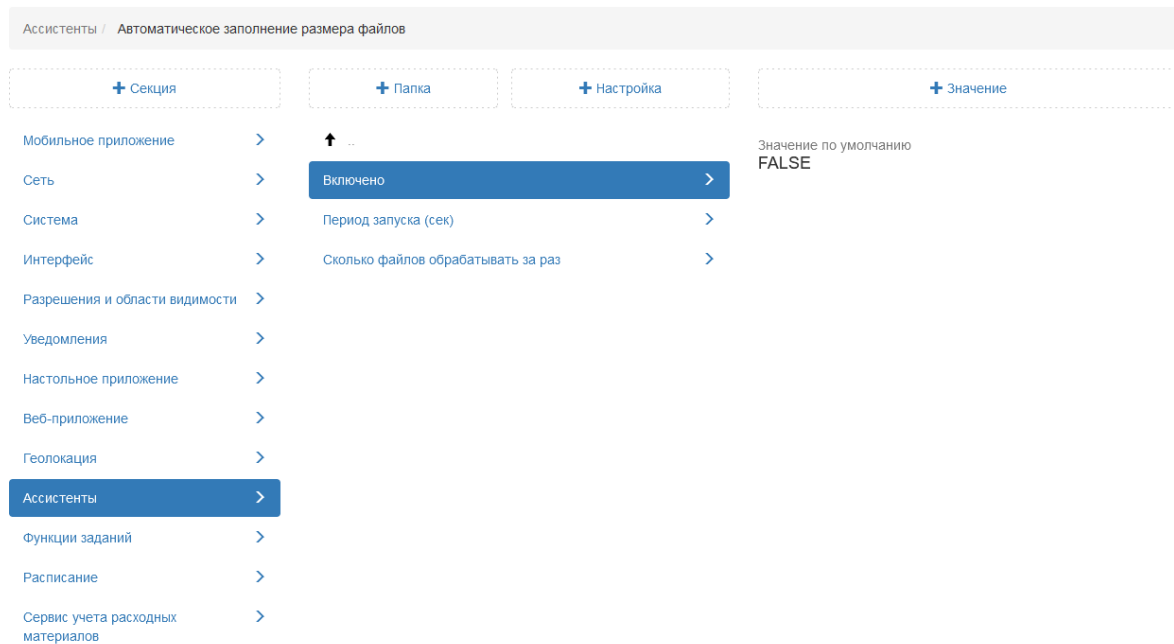 Ассистенты / Автоматическое заполнение размера файлов
+ Секция
+ Папка
+ Настройка
+ Значение
Мобильное приложение
Сеть
Система
Интерфейс
Разрешения и области видимости
Уведомления
Настольное приложение
Веб-приложение
Геолокация
Ассистенты
Функции заданий
Расписание
Сервис учета расходных
материалов
..
Включено
Период запуска (сек)
Сколько файлов обрабатывать за раз
Значение по умолчанию
FALSE